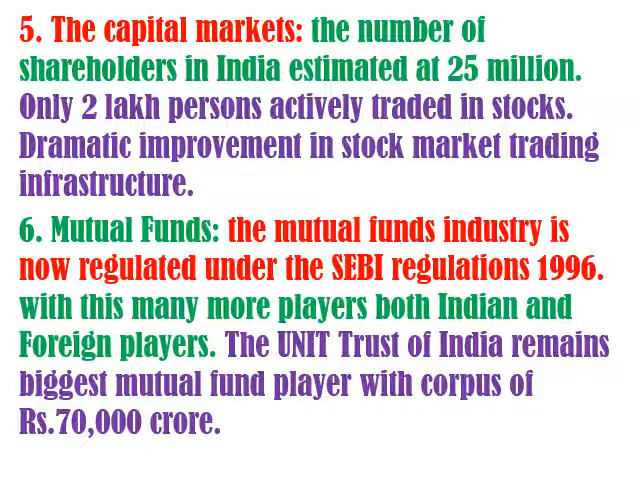 5. The capital markets: the number of
shareholders in India estimated at 25 million.
Only 2 lakh persons actively traded in stocks.
Dramatic improvement in stock market trading
infrastructure.
6. Mutual Funds: the mutual funds industry is
now regulated under the SEBI regulations 1996.
with this many more players both Indian and
Foreign players. The UNIT Trust of India remains
biggest mutual fund player with corpus of
Rs.70,000 crore.